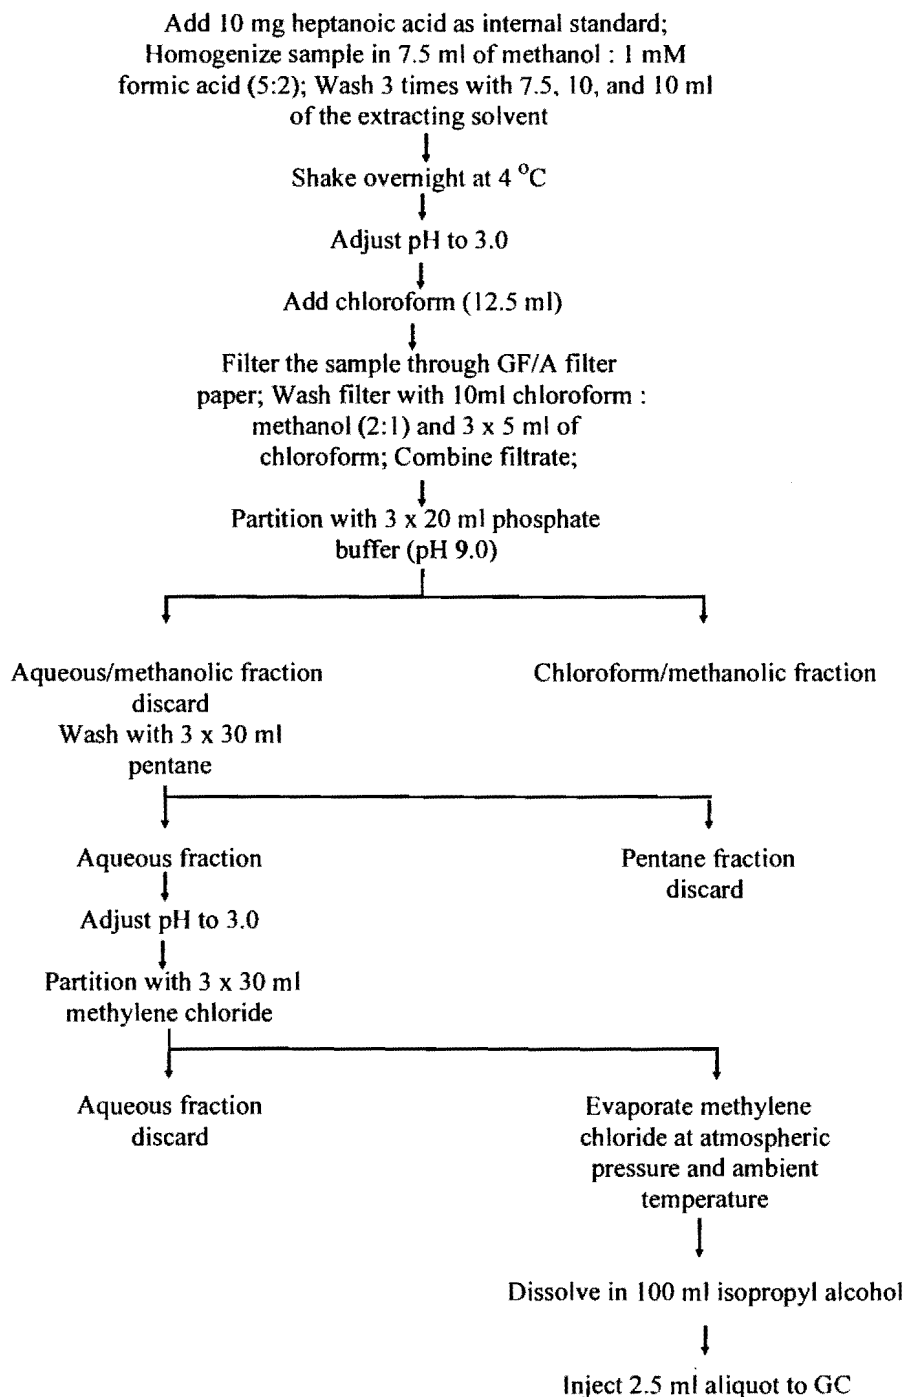 Add 10 mg heptanoic acid as internal standard;
Homogenize sample in 7.5 ml of methanol : 1 mM
formic acid (5:2); Wash 3 times with 7.5, 10, and 10 ml
of the extracting solvent
Shake overnight at 4 °C
Adjust pH to 3.0
Add chloroform (12.5 ml)
Filter the sample through GF/A filter
paper; Wash filter with 10ml chloroform :
methanol (2:1) and 3 x 5 ml of
chloroform; Combine filtrate;
Partition with 3 x 20 ml phosphate
buffer (pH 9.0)
Aqueous/methanolic fraction
discard
Wash with 3 x 30 ml
pentane
Chloroform/methanolic fraction
Aqueous fraction
Pentane fraction
discard
Adjust pH to 3.0
Partition with 3 x 30 ml
methylene chloride
Aqueous fraction
discard
Evaporate methylene
chloride at atmospheric
pressure and ambient
temperature
Dissolve in 100 ml isopropyl alcohol
Inject 2.5 ml aliquot to GC